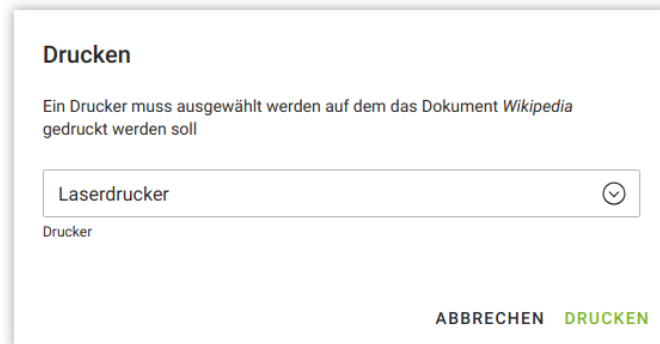 Drucken
Ein Drucker muss ausgewählt werden auf dem das Dokument Wikipedia
gedruckt werden soll
Laserdrucker
Drucker
ABBRECHEN DRUCKEN